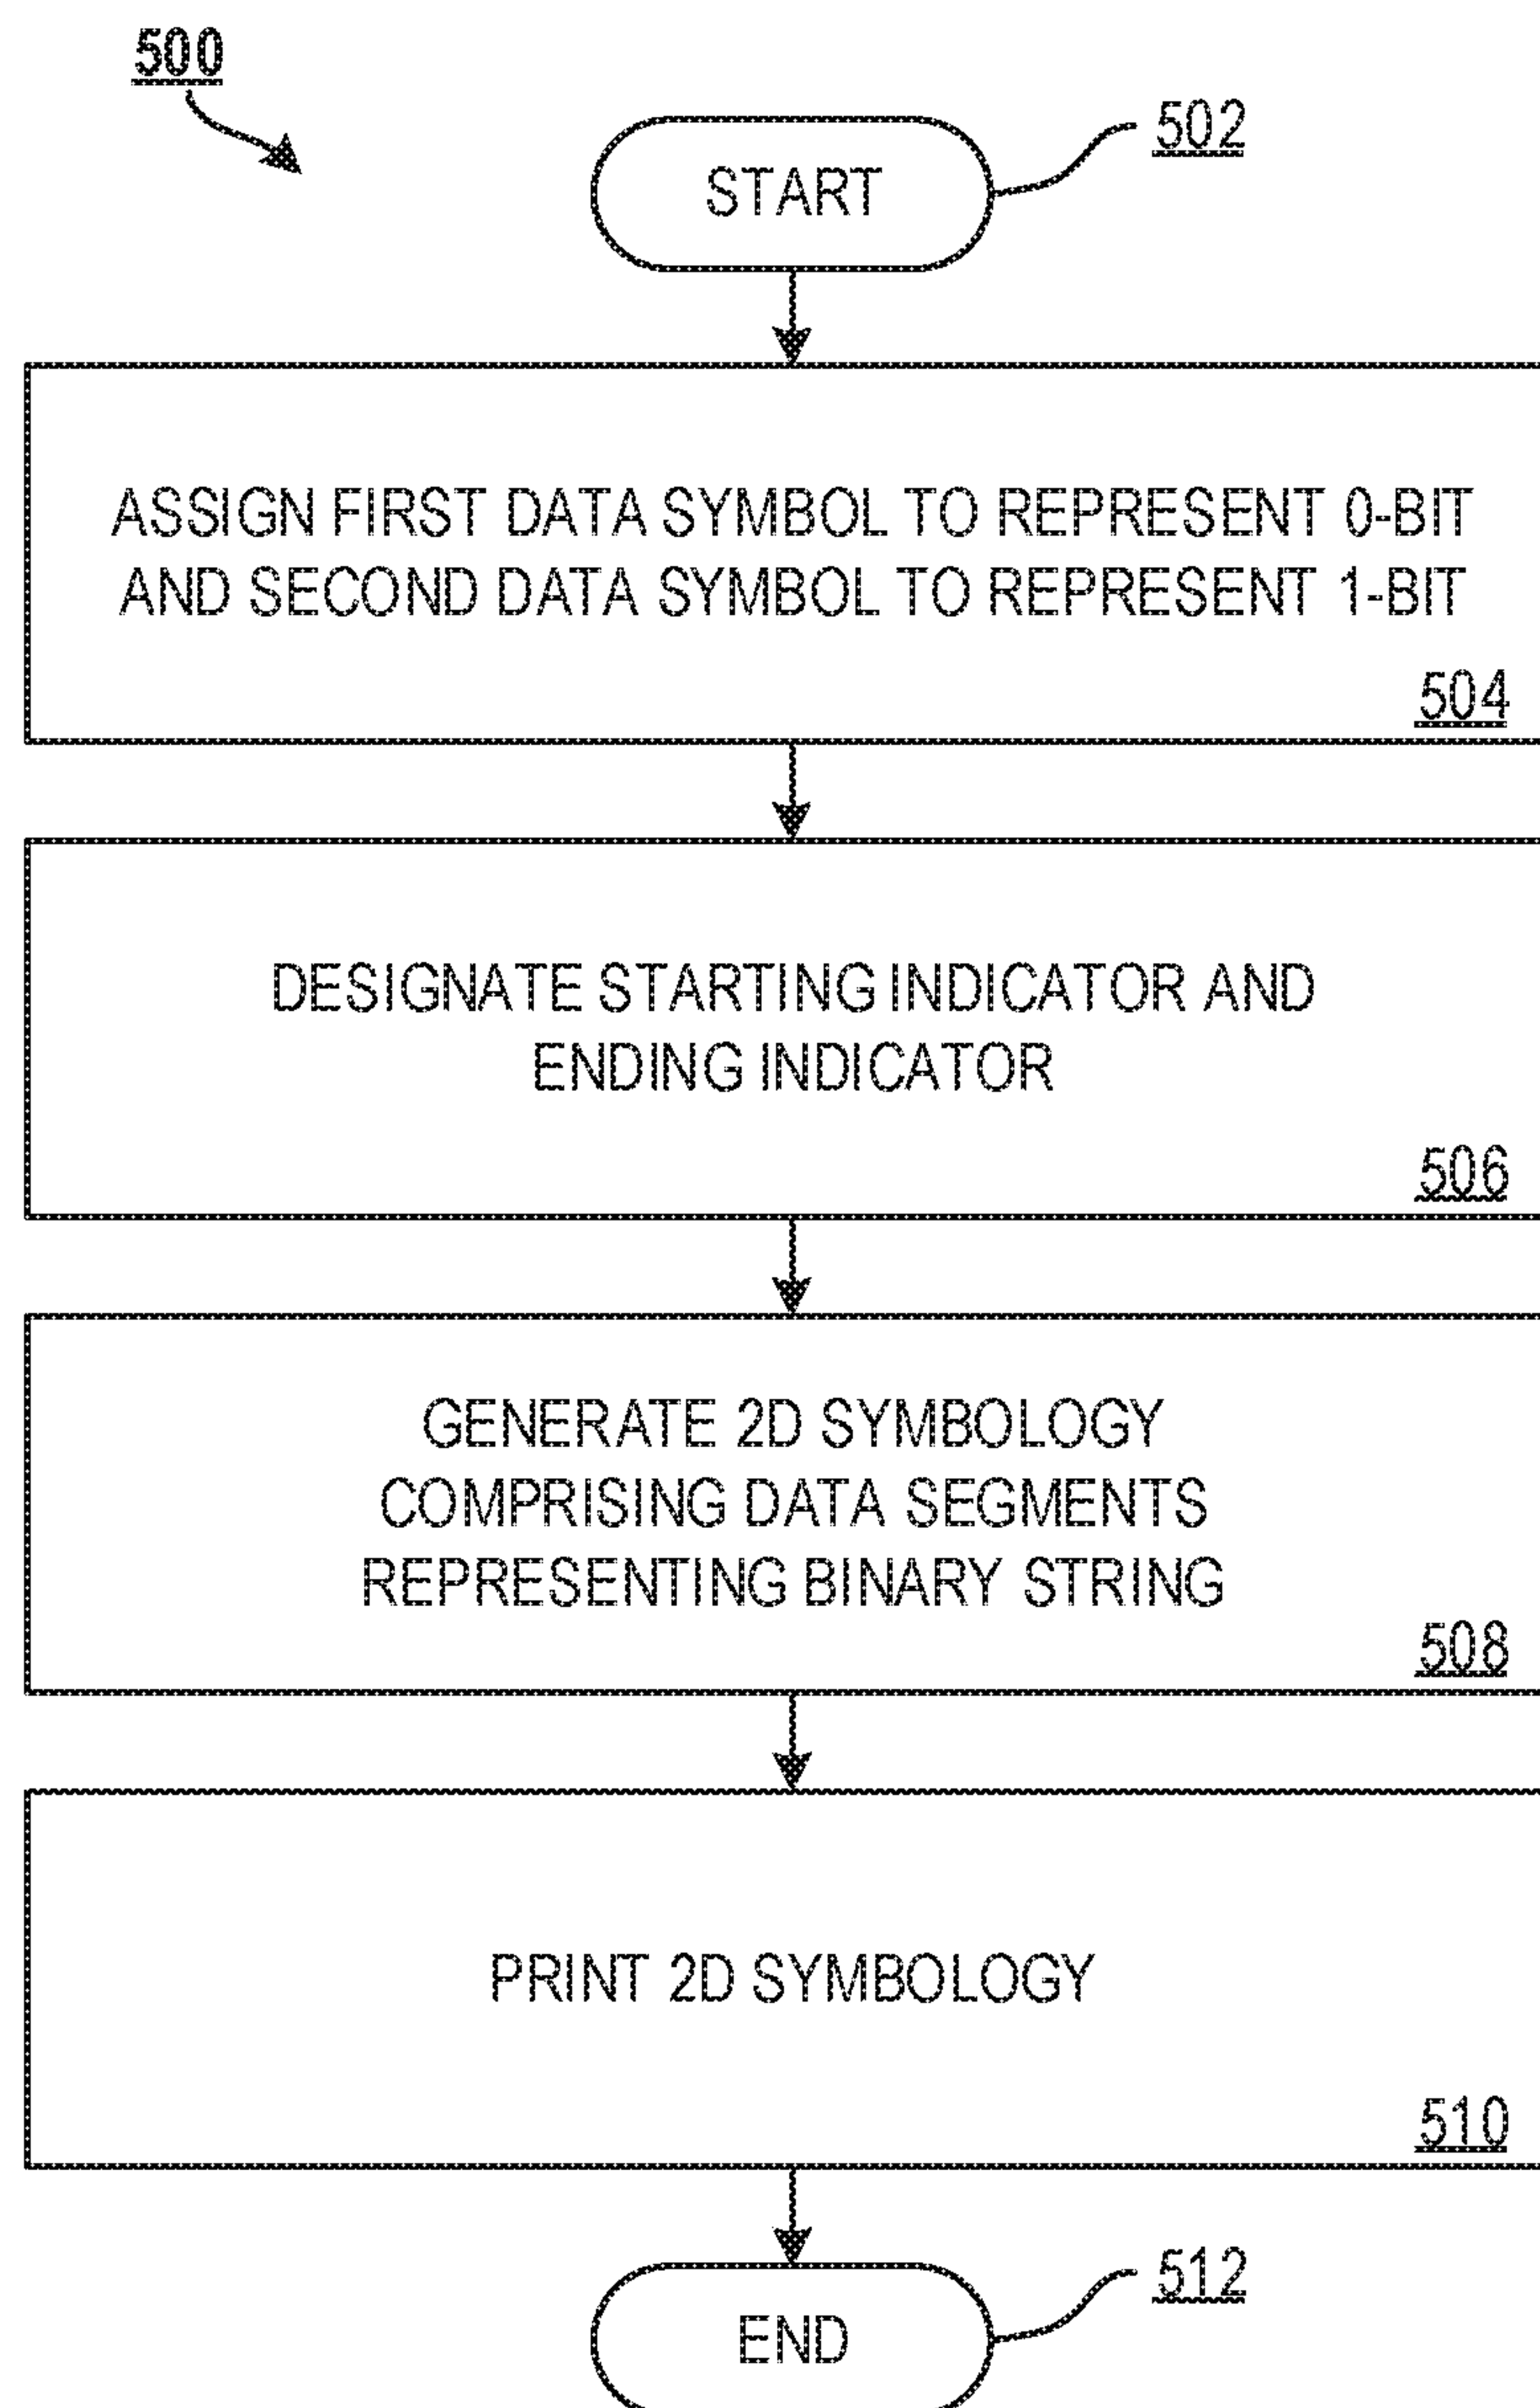 500
502
START
ASSIGN FIRST DATA SYMBOL TO REPRESENT 0-BIT
AND SECOND DATA SYMBOL TO REPRESENT 1-BIT
504
DESIGNATE STARTING INDICATOR AND
ENDING INDICATOR
506
GENERATE 2D SYMBOLOGY
COMPRISING DATA SEGMENTS
REPRESENTING BINARY STRING
508
PRINT 2D SYMBOLOGY
510
512
END